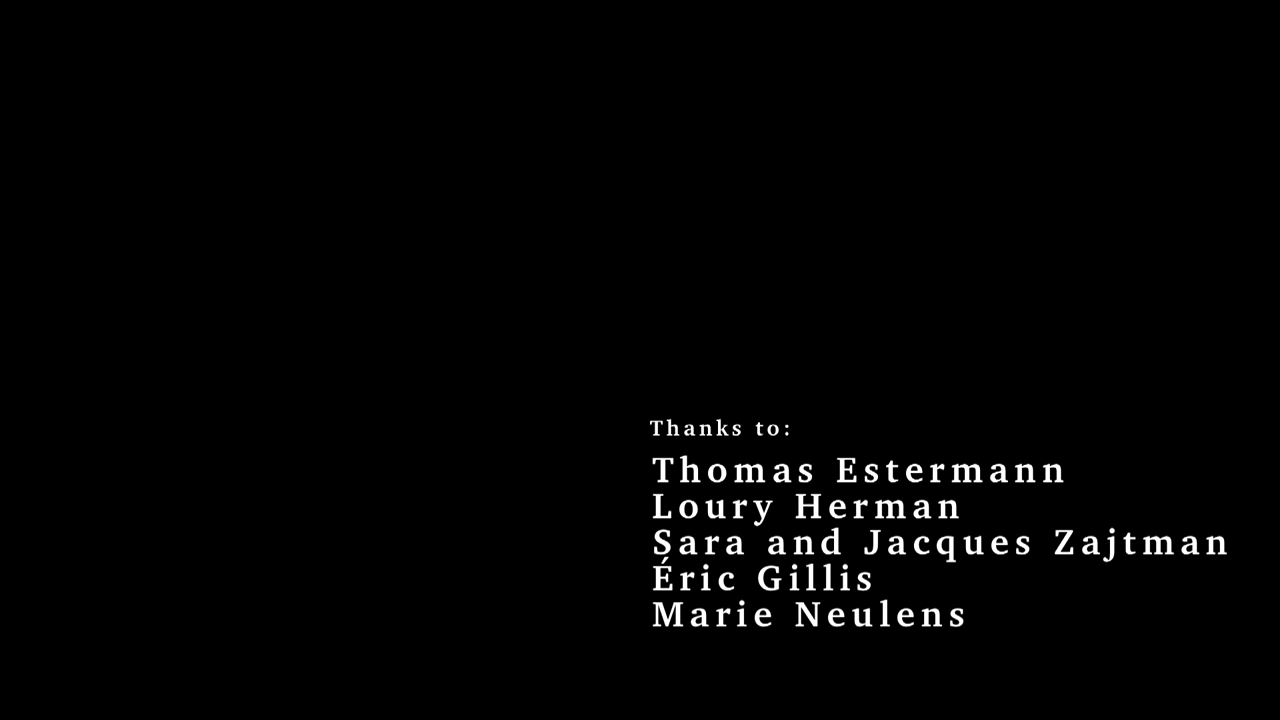 Thanks to:
Thomas Estermann
Loury Herman
Sara and Jacques Zajtman
Éric Gillis
Marie Neulens